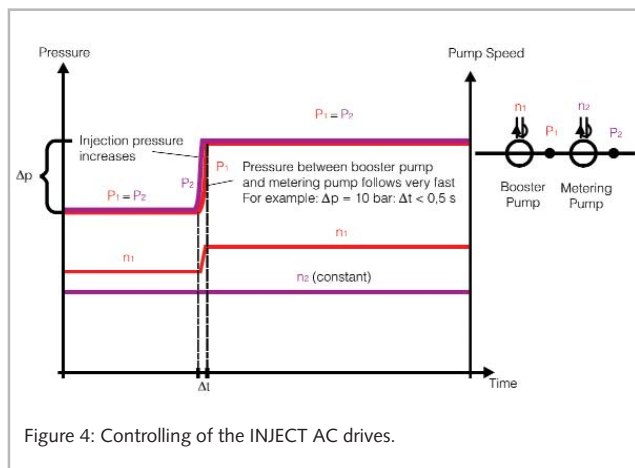 Pressure
Pump Speed
P₁ = P₂
n₁
n₂
Injection pressure
increases
P₁
P₂
Δp
P₂
P₁
Pressure between booster pump
and metering pump follows very fast
For example: Δp = 10 bar: Δt < 0,5 s
Booster
Pump
Metering
Pump
P₁ = P₂
n₁
n₁
n₂ (constant)
Δt
Time
Figure 4: Controlling of the INJECT AC drives.